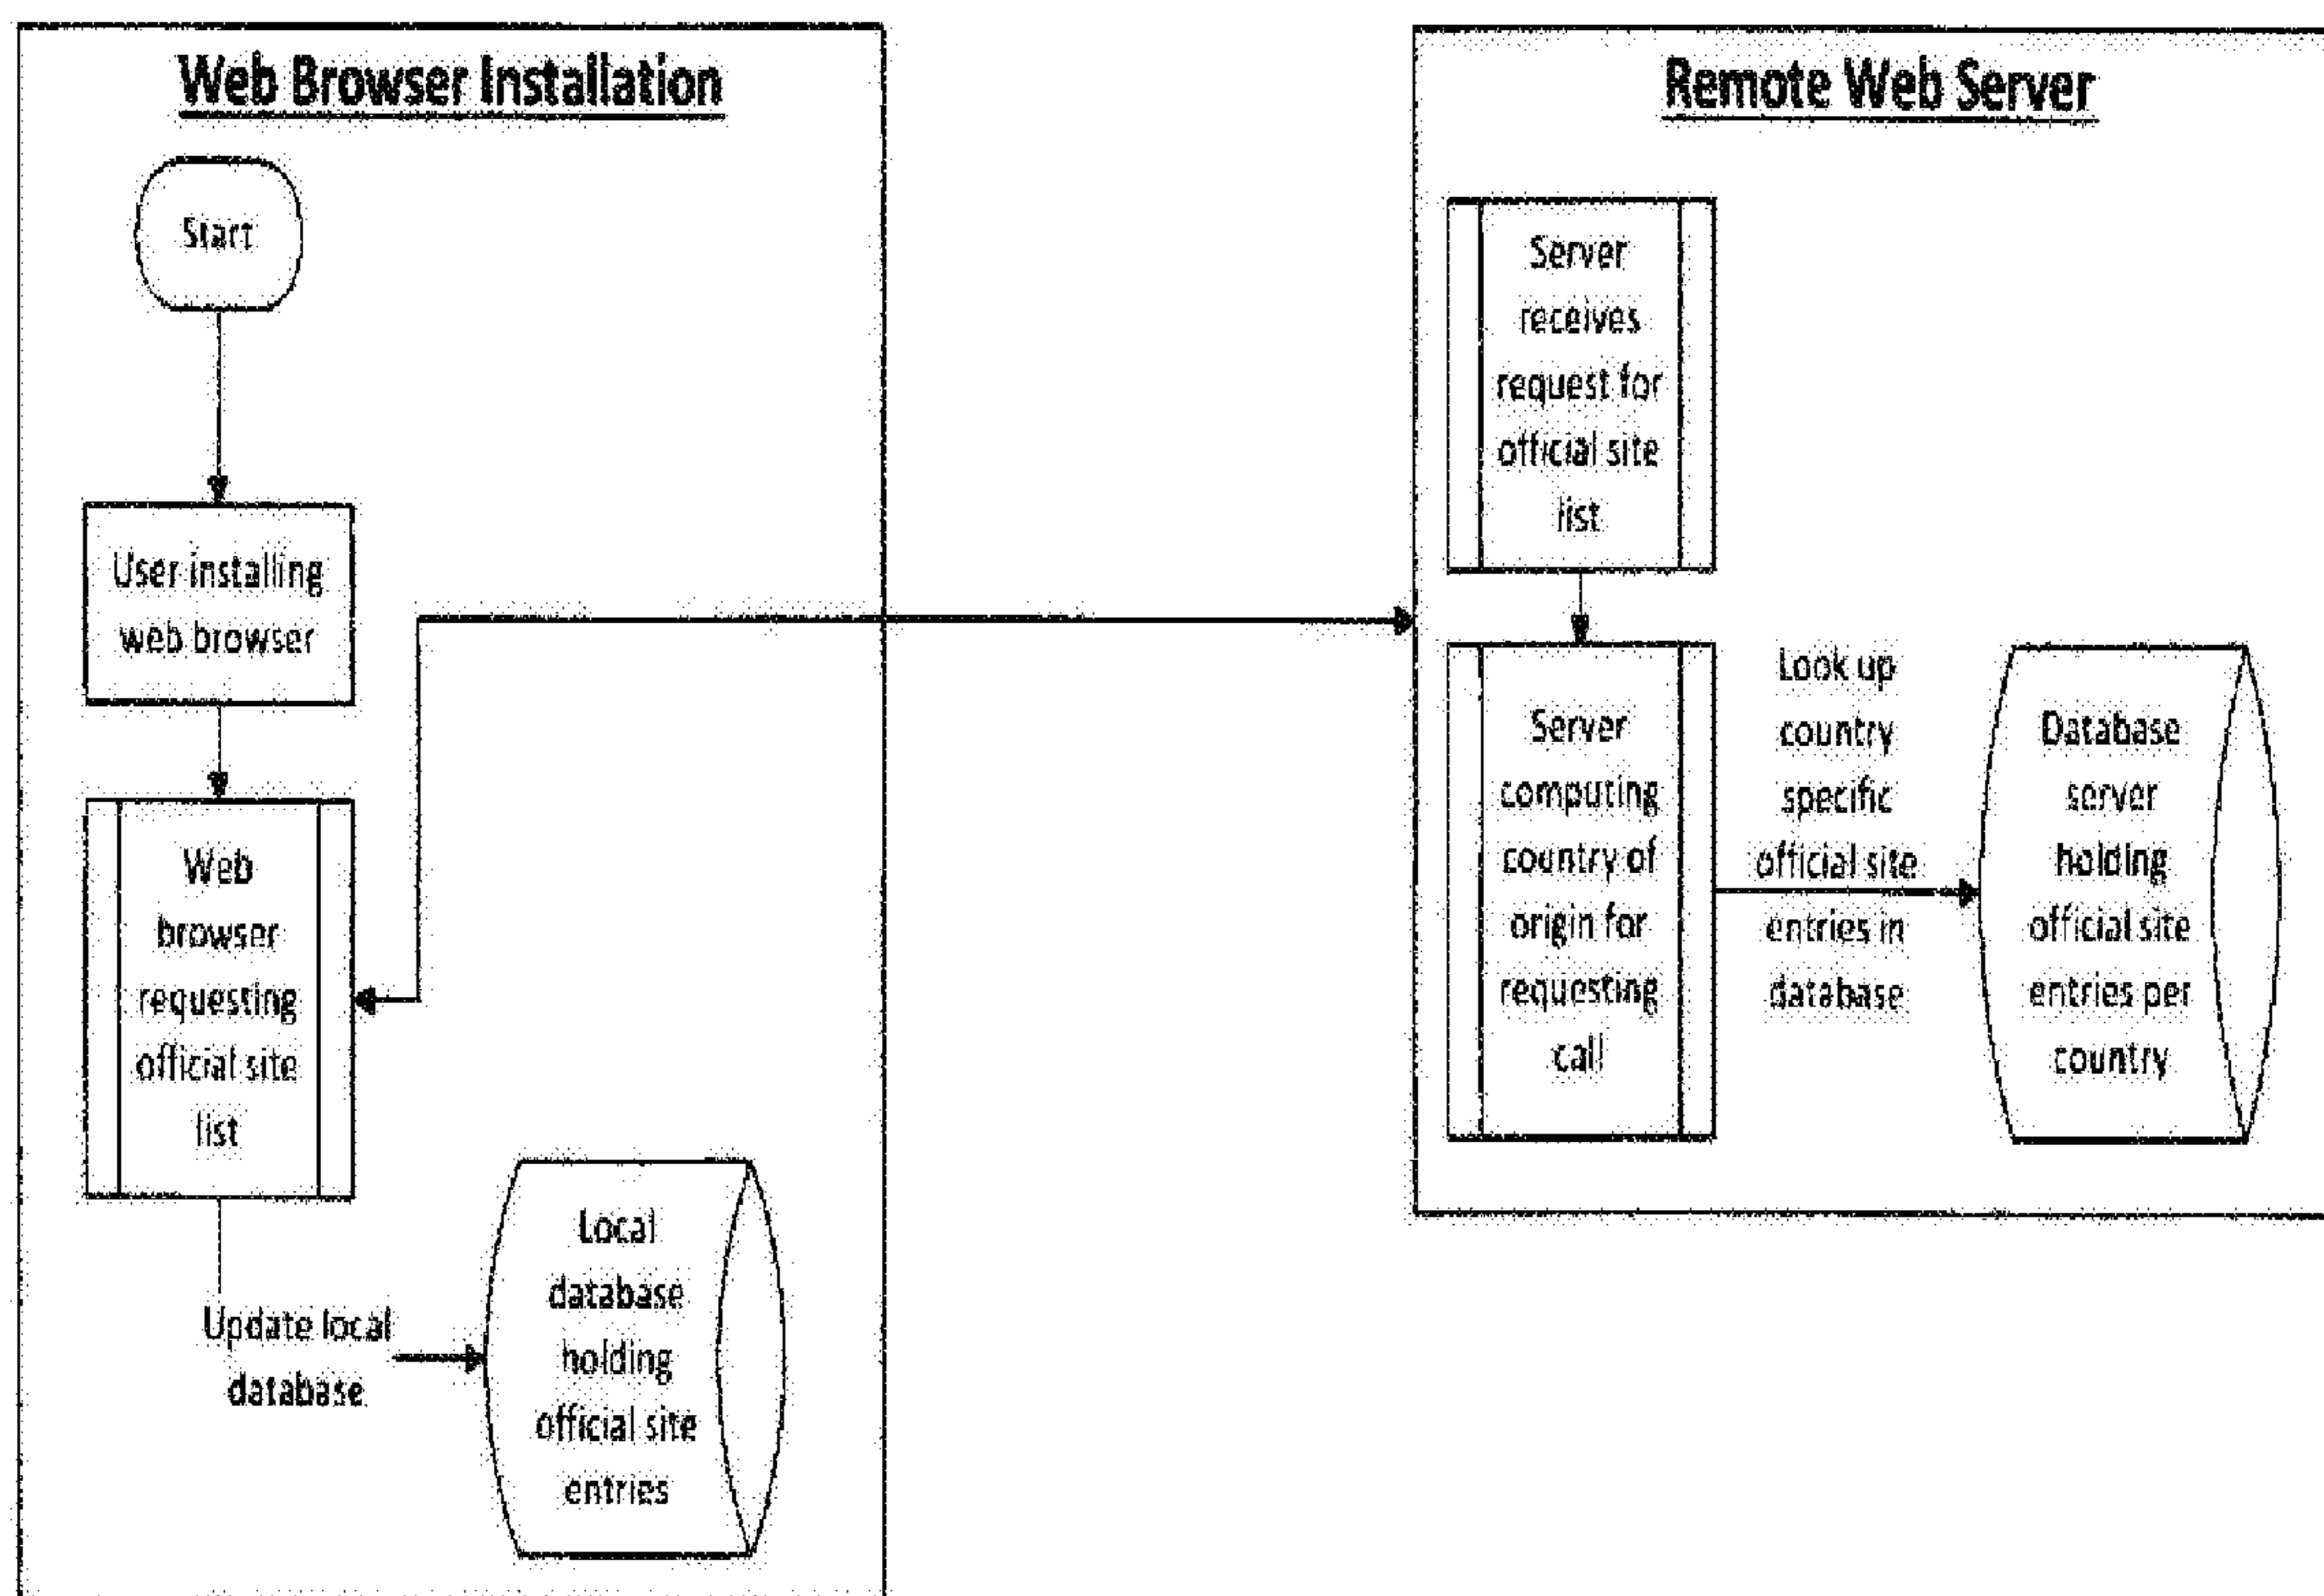 Web Browser Installation
Start
User installing
web browser
Web
browser
requesting
official site
list
Update local
database
Local
database
holding
official site
entries
Remote Web Server
Server
receives
request for
official site
list
Server
computing
country of
origin for
requesting
call
Look up
country
specific
official site
entries in
database
Database
server
holding
official site
entries per
country